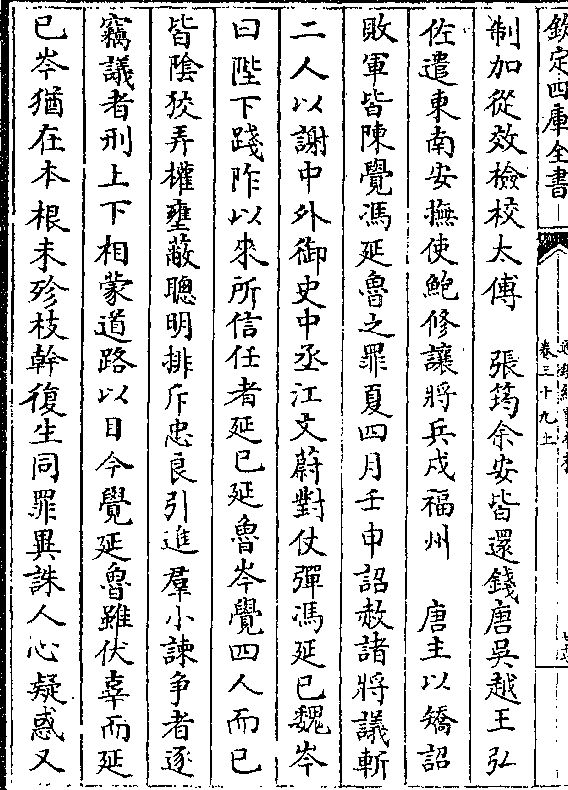 欽定四庫全書
卷三十九上
制加從效檢校太傅　張筠余安皆還錢唐吳越王弘
佐遣東南安撫使鮑修讓將兵戍福州　唐主以矯詔
敗軍皆陳覺馮延魯之罪夏四月壬申詔赦諸將議斬
二人以謝中外御史中丞江文蔚對仗彈馮延已魏岑
曰陛下踐阼以來所信任者延已延魯岑覺四人而已
皆陰狡弄權壅蔽聰明排斥忠良引進羣小諫爭者逐
竊議者刑上下相蒙道路以目今覺延魯雖伏辜而延
已岑猶在本根未殄枝幹復生同罪異誅人心疑惑又